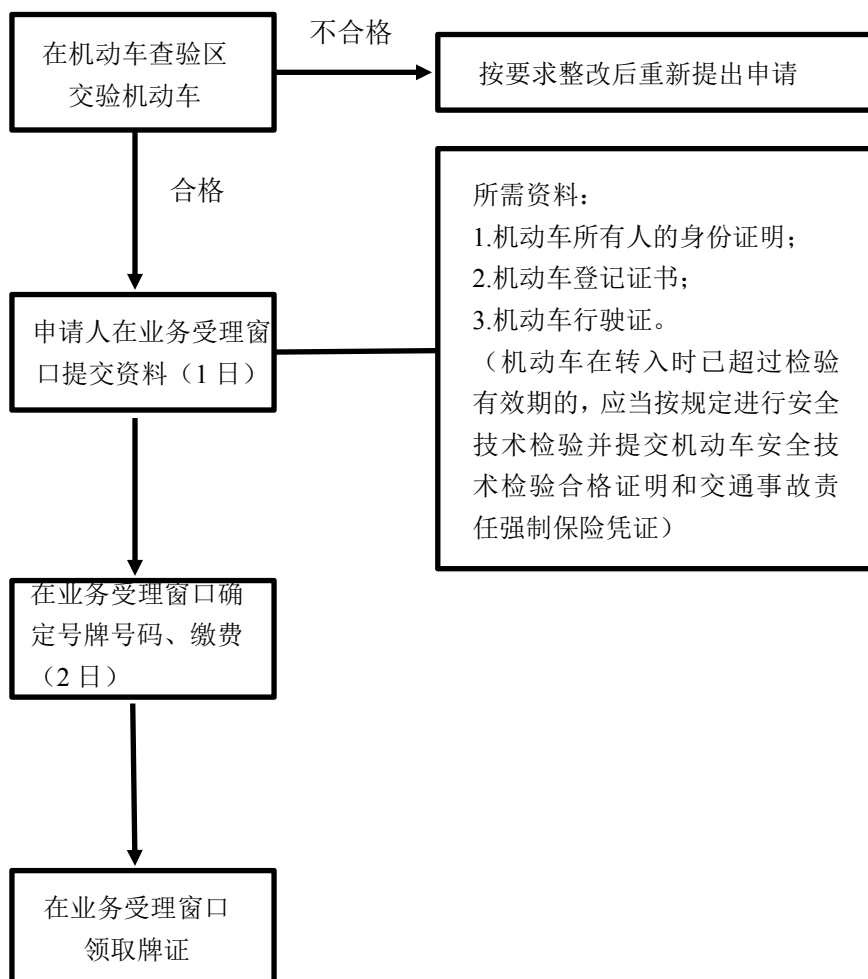 在机动车查验区
交验机动车
不合格
按要求整改后重新提出申请
合格
申请人在业务受理窗
口提交资料（1 日）
所需资料：
1.机动车所有人的身份证明；
2.机动车登记证书；
3.机动车行驶证。
（机动车在转入时已超过检验
有效期的，应当按规定进行安全
技术检验并提交机动车安全技
术检验合格证明和交通事故责
任强制保险凭证）
在业务受理窗口确
定号牌号码、缴费
（2 日）
在业务受理窗口
领取牌证